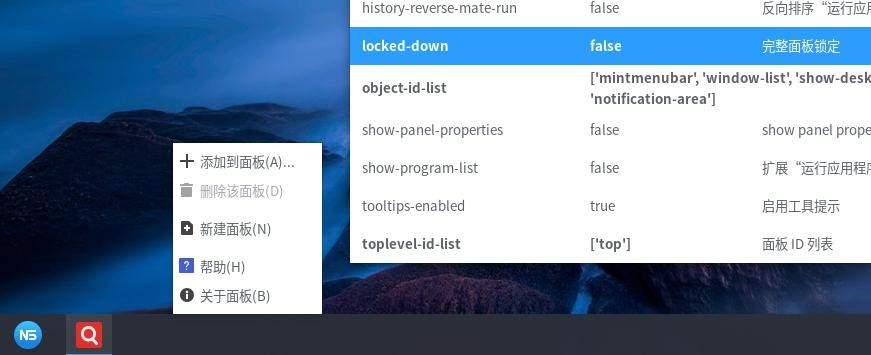 history-reverse-mate-run false 反向排序“运行应用
locked-down false 完整面板锁定
object-id-list ['mintmenubar', 'window-list', 'show-desk
'notification-area']
show-panel-properties false show panel prope
show-program-list false 扩展“运行应用程序
tooltips-enabled true 启用工具提示
toplevel-id-list ['top'] 面板 ID 列表
添加到面板(A)...
删除该面板(D)
新建面板(N)
帮助(H)
关于面板(B)
N5